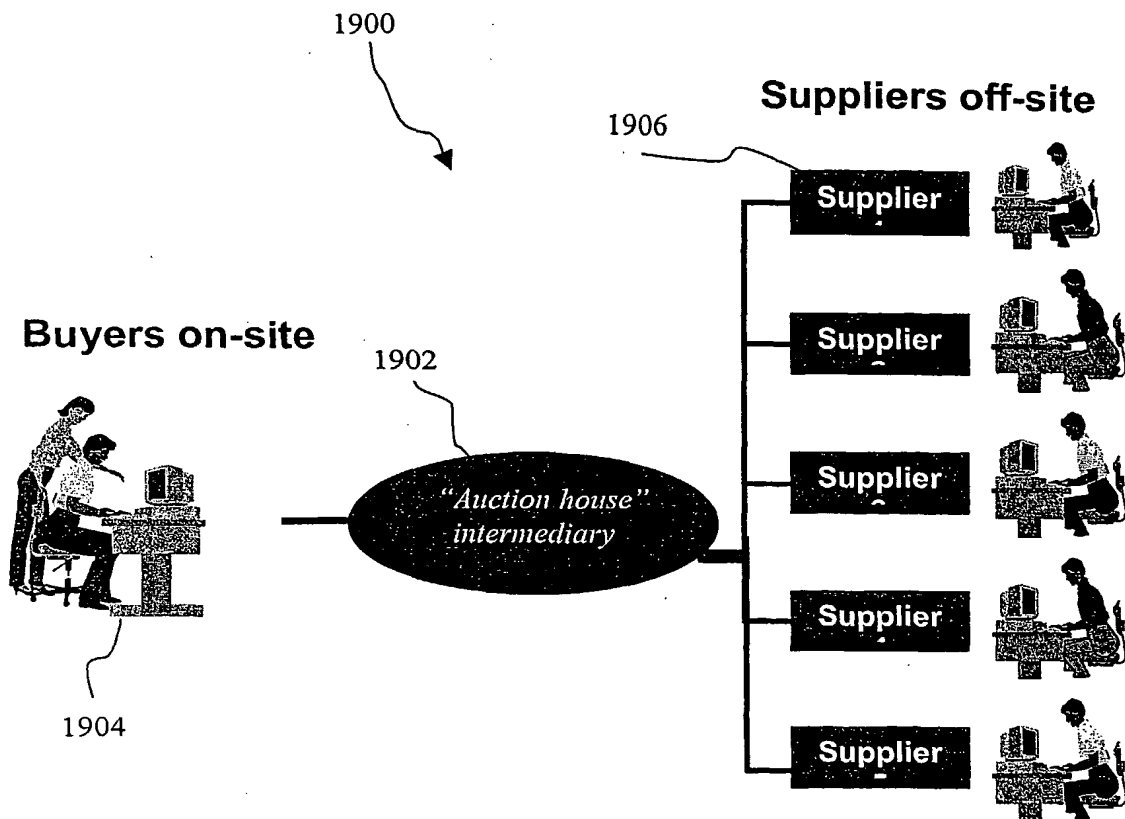 1900
Suppliers off-site
1906
Supplier
Supplier
Buyers on-site
1902
Supplier
"Auction house"
intermediary
Supplier
1904
Supplier